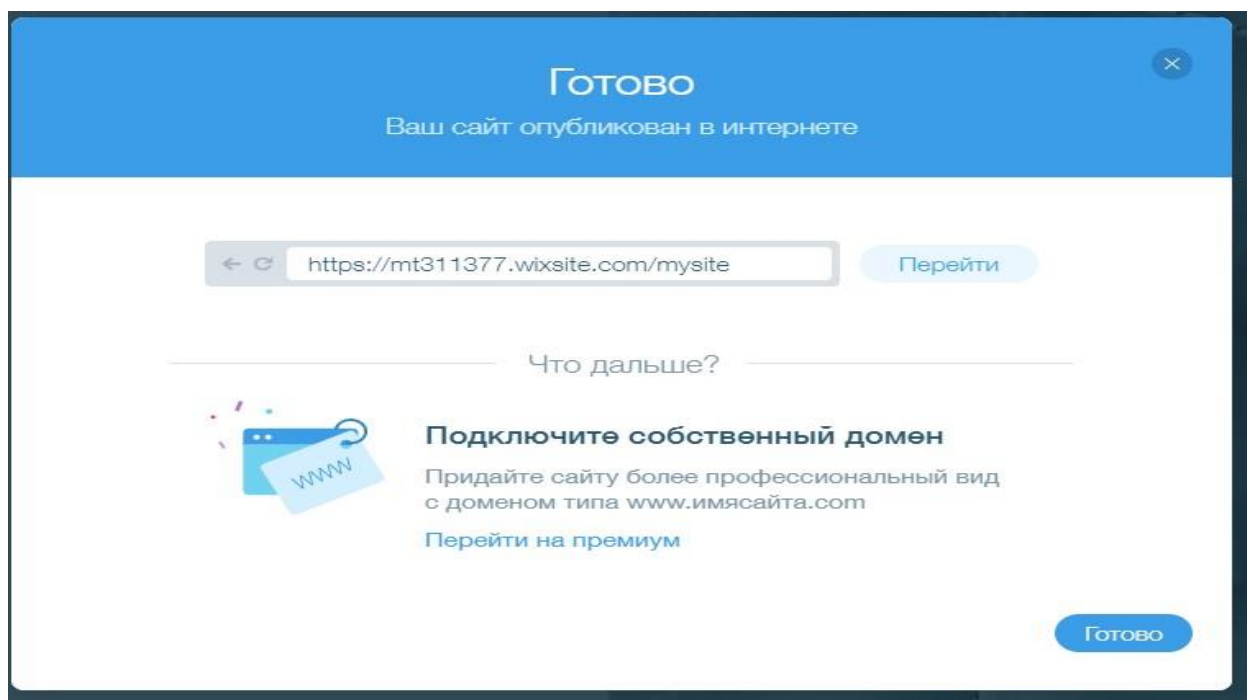 Готово
Ваш сайт опубликован в интернете
https://mt311377.wixsite.com/mysite
Перейти
Что дальше?
www
Подключите собственный домен
Придайте сайту более профессиональный вид
с доменом типа www.имясайта.com
Перейти на премиум
Готово